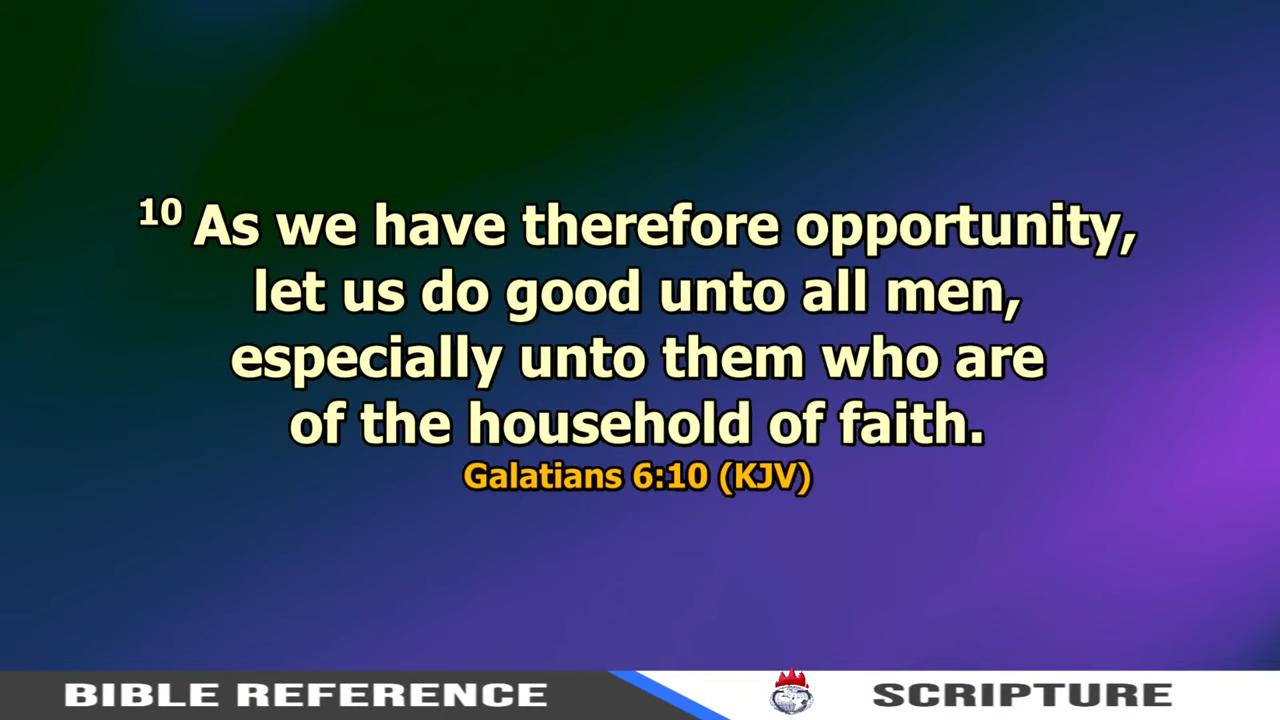 10 As we have therefore opportunity,
let us do good unto all men,
especially unto them who are
of the household of faith.
Galatians 6:10 (KJV)
BIBLE REFERENCE
SCRIPTURE